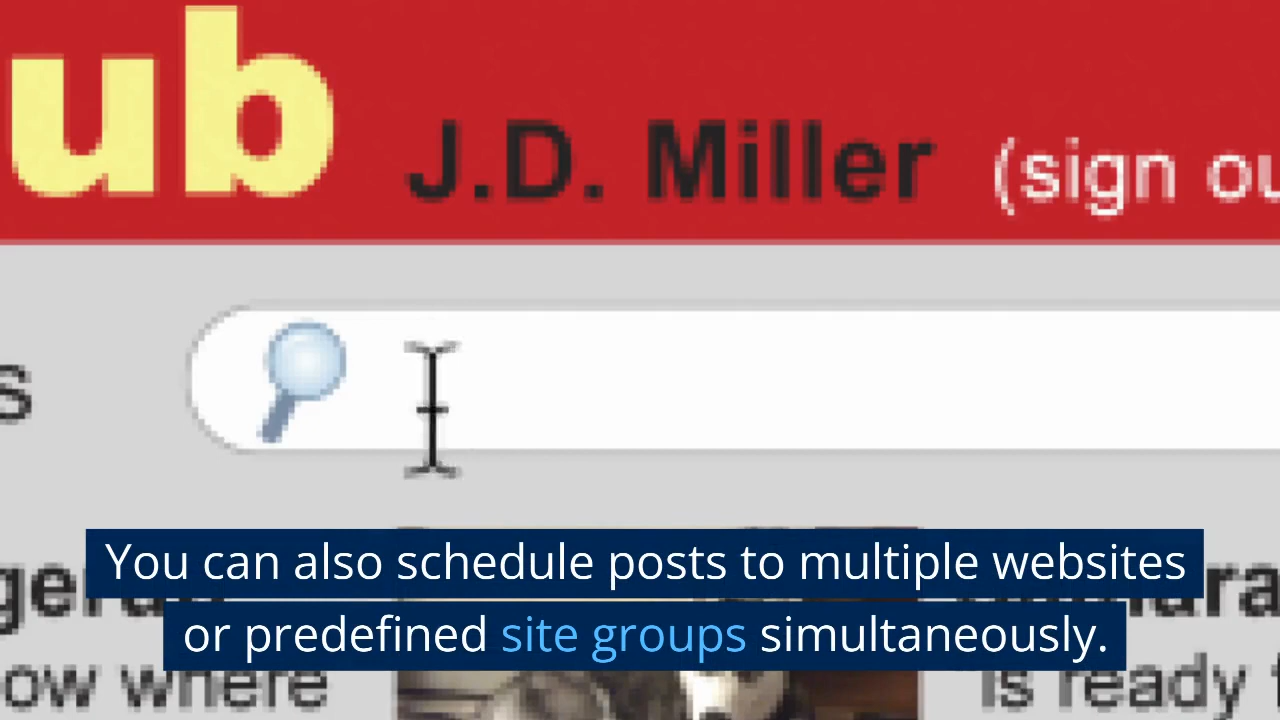 ub J.D. Miller (sign ou
s
You can also schedule posts to multiple websites
or predefined site groups simultaneously.
ow where is ready